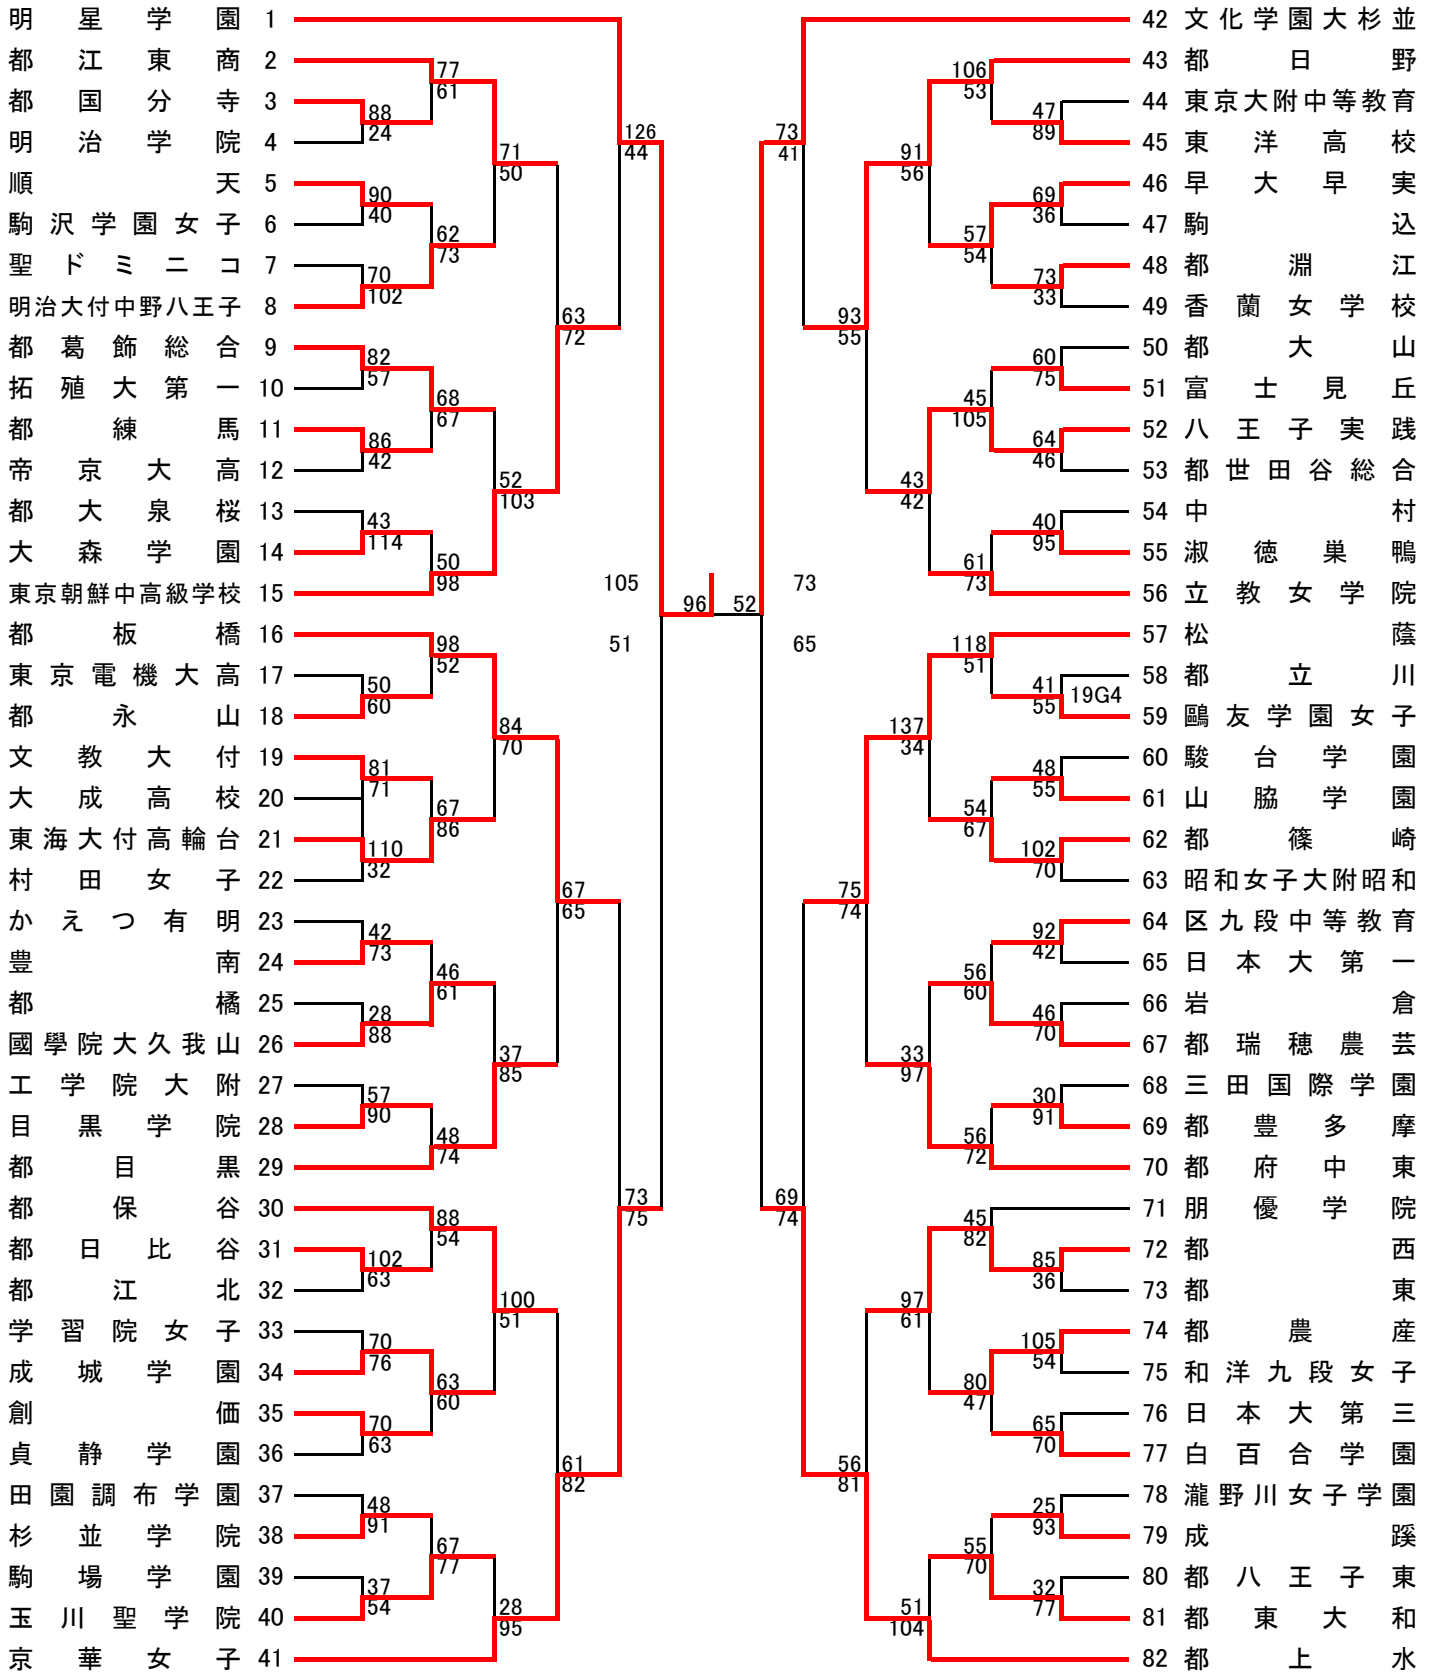 明星学園 1
都江東商 2
都国分寺 3
明治学院 4
順天 5
駒沢学園女子 6
聖ドミニコ 7
明治大付中野八王子 8
都葛飾総合 9
拓殖大第一 10
都練馬 11
帝京大高 12
都大泉桜 13
大森学園 14
東京朝鮮中高級学校 15
都板橋 16
東京電機大高 17
都永山 18
文教大付 19
大成高校 20
東海大付高輪台 21
村田女子 22
かえつ有明 23
豊南 24
都橘 25
國學院大久我山 26
工学院大附 27
目黒学院 28
都目黒 29
都保谷 30
都日比谷 31
都江北 32
学習院女子 33
成城学園 34
創価 35
貞静学園 36
田園調布学園 37
杉並学院 38
駒場学園 39
玉川聖学院 40
京華女子 41
88
24
90
40
70
102
82
57
86
42
43
114
50
60
81
71
110
32
42
73
28
88
57
90
102
63
70
76
70
63
48
91
37
54
77
61
62
73
68
67
50
98
98
52
67
86
46
61
48
74
88
54
63
60
67
77
71
50
52
103
84
70
37
85
100
51
28
95
63
72
67
65
61
82
126
44
73
75
105
51
96
52
73
65
73
41
69
74
93
55
75
74
56
81
91
56
43
42
137
34
33
97
97
61
51
104
106
53
57
54
45
105
61
73
118
51
54
67
56
60
56
72
45
82
80
47
55
70
47
89
69
36
73
33
60
75
64
46
40
95
41
55
19G4
48
55
102
70
92
42
46
70
30
91
85
36
105
54
65
70
25
93
32
77
42 文化学園大杉並
43 都日野
44 東京大附中等教育
45 東洋高校
46 早大早実
47 駒込
48 都淵江
49 香蘭女学校
50 都大山
51 富士見丘
52 八王子実践
53 都世田谷総合
54 中村
55 淑徳巣鴨
56 立教女学院
57 松蔭
58 都立川
59 鷗友学園女子
60 駿台学園
61 山脇学園
62 都篠崎
63 昭和女子大附昭和
64 区九段中等教育
65 日本大第一
66 岩倉
67 都瑞穂農芸
68 三田国際学園
69 都豊多摩
70 都府中東
71 朋優学院
72 都西
73 都東
74 都農産
75 和洋九段女子
76 日本大第三
77 白百合学園
78 瀧野川女子学園
79 成蹊
80 都八王子東
81 都東大和
82 都上水